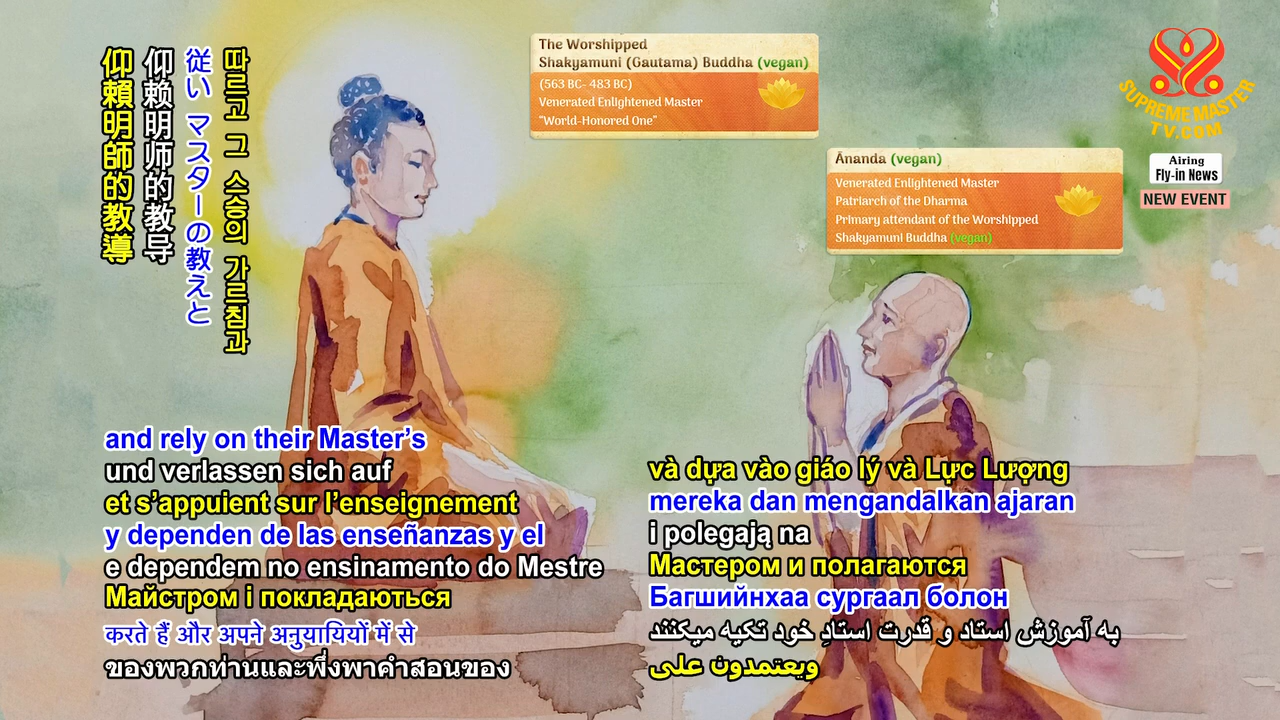 仰賴明師的教導
仰赖明师的教导
従い マスターの教えと
따르고 그 스승의 가르침과
The Worshipped
Shakyamuni (Gautama) Buddha (vegan)
(563 BC- 483 BC)
Venerated Enlightened Master
“World-Honored One”
Ānanda (vegan)
Venerated Enlightened Master
Patriarch of the Dharma
Primary attendant of the Worshipped
Shakyamuni Buddha (vegan)
SUPREME MASTER
TV.COM
Airing
Fly-in News
NEW EVENT
and rely on their Master’s
und verlassen sich auf
et s’appuient sur l’enseignement
y dependen de las enseñanzas y el
e dependem no ensinamento do Mestre
Майстром і покладаються
करते हैं और अपने अनुयायियों में से
ของพวกท่านและพึ่งพาคำสอนของ
và dựa vào giáo lý và Lực Lượng
mereka dan mengandalkan ajaran
i polegają na
Мастером и полагаются
Багшийнхаа сургаал болон
به آموزش استاد و قدرت استادِ خود تکیه میکنند
ويعتمدون على